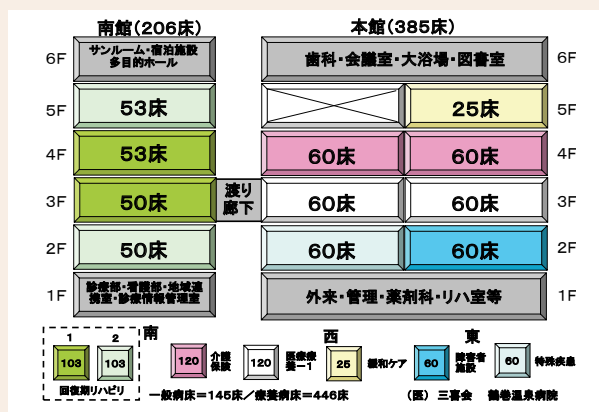 南館(206床)
本館(385床)
6F
サンルーム・宿泊施設
多目的ホール
歯科・会議室・大浴場・図書室
6F
5F
53床
25床
5F
4F
53床
60床
60床
4F
3F
50床
渡り
廊下
60床
60床
3F
2F
50床
60床
60床
2F
1F
診療部・看護部・地域連
携室・診療情報管理室
外来・管理・薬剤科・リハ室等
1F
南
西
東
1
2
103
103
回復期リハビリ
120
介護
保険
120
医療療
養-1
25
緩和ケア
60
障害者
施設
60
特殊疾患
一般病床=145床/療養病床=446床
(医) 三喜会 鶴巻温泉病院